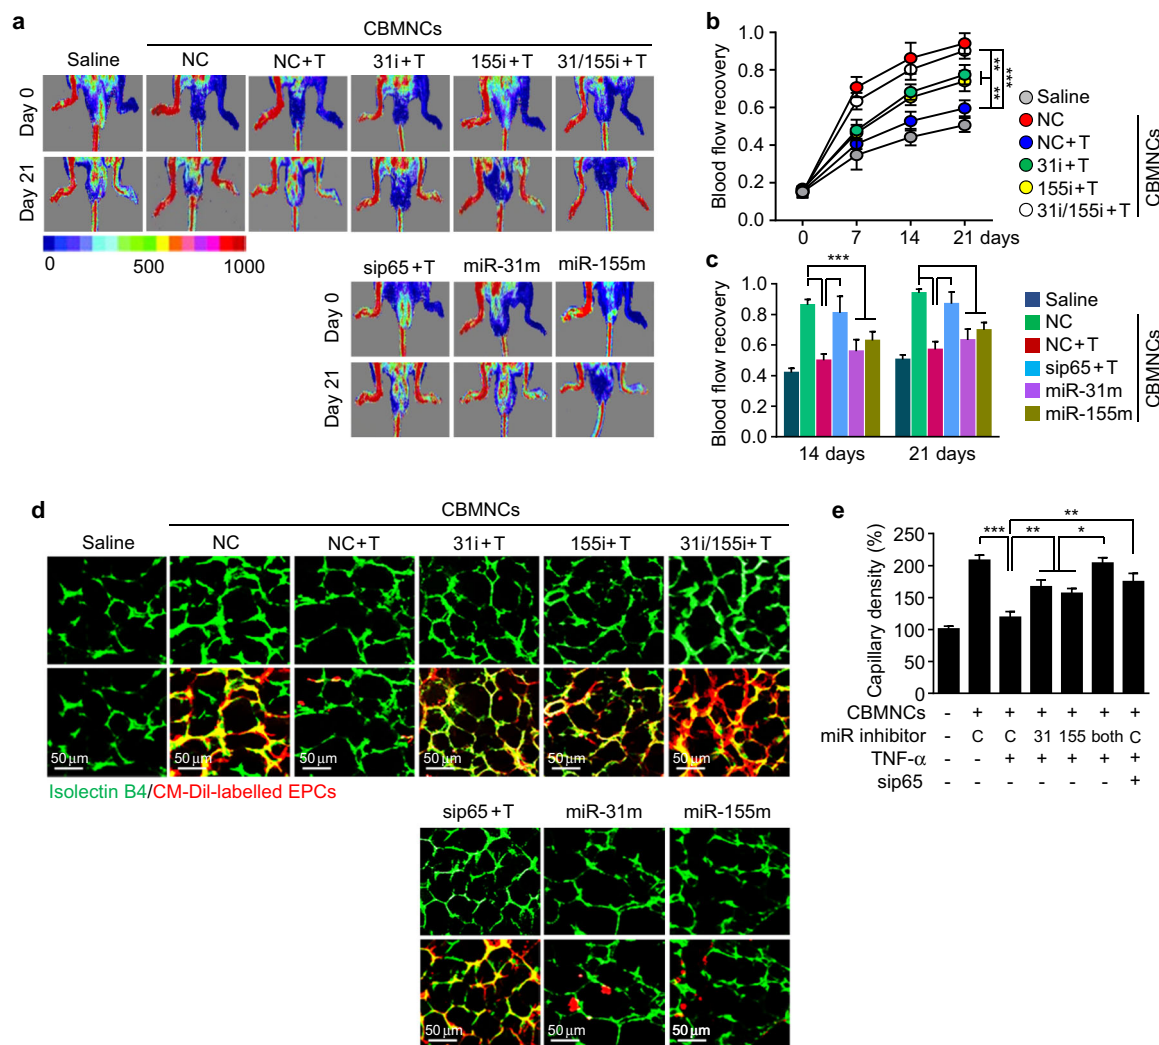 a
CBMNCs
Saline NC NC+T 31i+T 155i+T 31/155i+T
Day 0
Day 21
0 500 1000
sip65+T miR-31m miR-155m
Day 0
Day 21
b
Blood flow recovery
1.0
0.8
0.6
0.4
0.2
0.0
0 7 14 21 days
** ** ***
Saline
NC
NC+T
31i+T
155i+T
31i/155i+T
CBMNCs
c
Blood flow recovery
1.0
0.8
0.6
0.4
0.2
0.0
***
14 days 21 days
Saline
NC
NC+T
sip65+T
miR-31m
miR-155m
CBMNCs
d
CBMNCs
Saline NC NC+T 31i+T 155i+T 31i/155i+T
50 µm 50 µm 50 µm 50 µm 50 µm 50 µm
Isolectin B4/CM-Dil-labelled EPCs
sip65+T miR-31m miR-155m
50 µm 50 µm 50 µm
e
Capillary density (%)
250
200
150
100
50
0
*** ** * **
CBMNCs - + + + + + +
miR inhibitor - C C 31 155 both C
TNF-α - - + + + + +
sip65 - - - - - - +